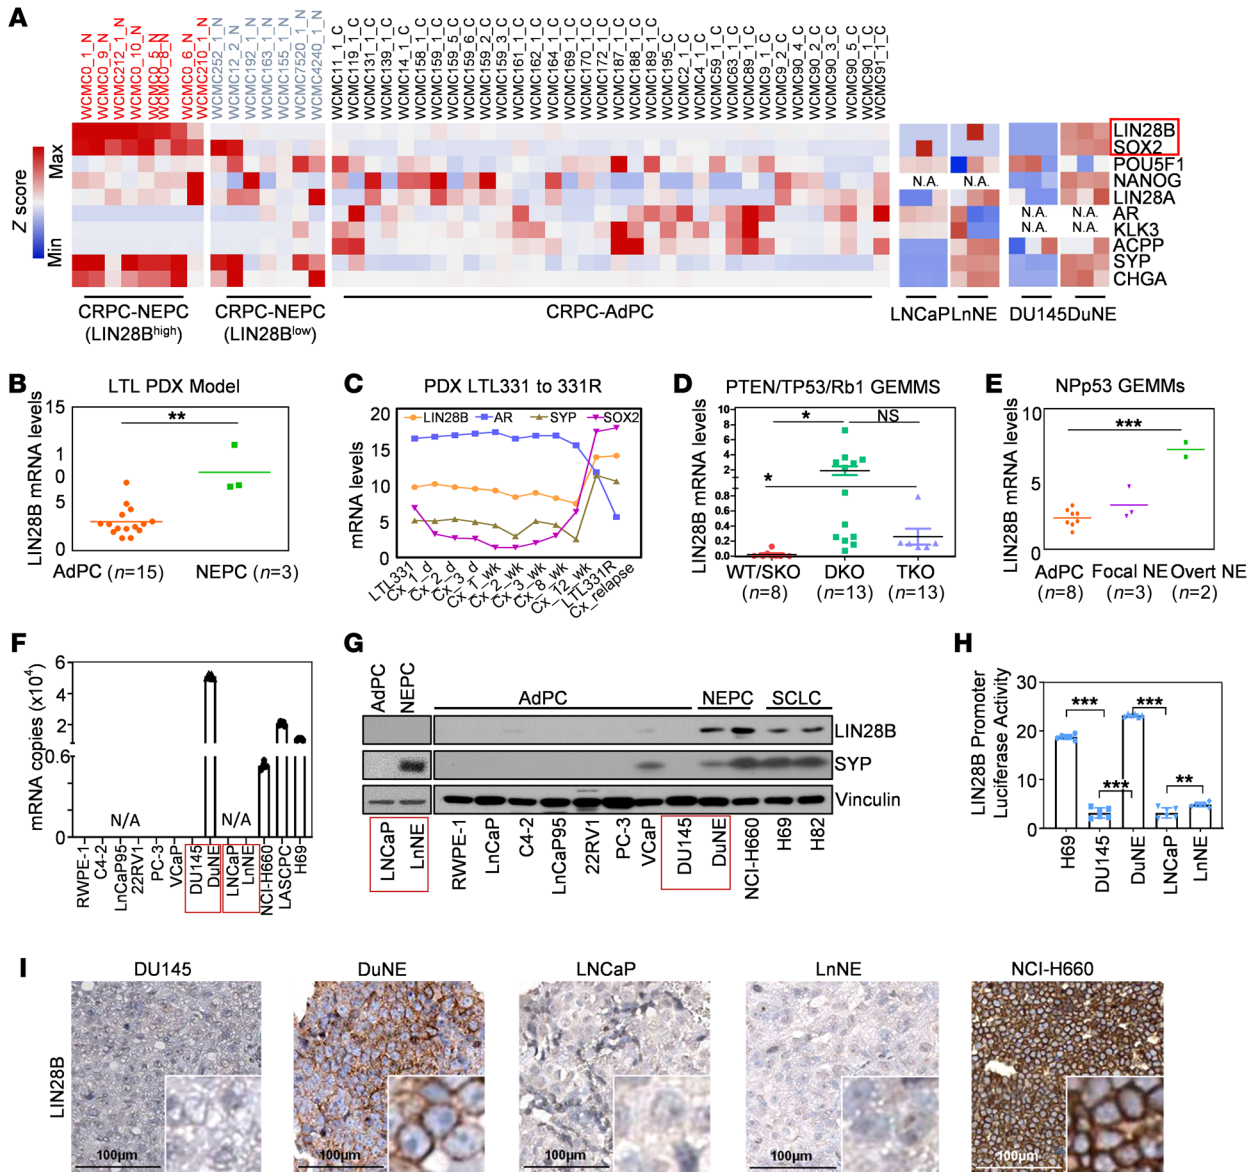 A
WCMC0_1_N
WCMC0_9_N
WCMC212_1_N
WCMC0_10_N
WCMC0_5_N
WCMC0_8_N
WCMC0_6_N
WCMC210_1_N
WCMC252_1_N
WCMC12_2_N
WCMC192_1_N
WCMC163_1_N
WCMC155_1_N
WCMC7520_1_N
WCMC4240_1_N
WCMC11_1_C
WCMC119_1_C
WCMC131_1_C
WCMC139_1_C
WCMC14_1_C
WCMC158_1_C
WCMC159_1_C
WCMC159_5_C
WCMC159_6_C
WCMC159_2_C
WCMC159_3_C
WCMC161_1_C
WCMC162_1_C
WCMC164_1_C
WCMC169_1_C
WCMC170_1_C
WCMC172_1_C
WCMC187_1_C
WCMC188_1_C
WCMC189_1_C
WCMC195_C
WCMC2_1_C
WCMC4_1_C
WCMC59_1_C
WCMC63_1_C
WCMC89_1_C
WCMC9_1_C
WCMC9_2_C
WCMC90_4_C
WCMC90_2_C
WCMC90_3_C
WCMC90_5_C
WCMC90_1_C
WCMC91_1_C
Z score
Max
Min
LIN28B
SOX2
POU5F1
N.A. N.A. NANOG
LIN28A
N.A. N.A. AR
N.A. N.A. KLK3
ACPP
SYP
CHGA
CRPC-NEPC
(LIN28Bhigh)
CRPC-NEPC
(LIN28Blow)
CRPC-AdPC
LNCaP LnNE DU145 DuNE
B
LTL PDX Model
LIN28B mRNA levels
15
1
0
5
0
**
AdPC (n=15) NEPC (n=3)
C
PDX LTL331 to 331R
mRNA levels
20
15
10
5
0
LIN28B AR SYP SOX2
LTL331
Cx_1_d
Cx_2_d
Cx_3_d
Cx_1_wk
Cx_2_wk
Cx_3_wk
Cx_8_wk
Cx_12_wk
LTL331R
Cx_relapse
D
PTEN/TP53/Rb1 GEMMS
LIN28B mRNA levels
10
8
6
4
2
0.8
0.6
0.4
0.2
0.0
* NS
*
WT/SKO DKO TKO
(n=8) (n=13) (n=13)
E
NPp53 GEMMs
LIN28B mRNA levels
10
5
0
***
AdPC Focal NE Overt NE
(n=8) (n=3) (n=2)
F
mRNA copies (x10⁴)
6
4
2
0
0.6
0
N/A N/A
RWPE-1
C4-2
LnCaP95
22RV1
PC-3
VCaP
DU145
DuNE
LNCaP
LnNE
NCI-H660
LASCPC
H69
G
AdPC
NEPC
AdPC NEPC SCLC
LIN28B
SYP
Vinculin
LNCaP
LnNE
RWPE-1
LnCaP
C4-2
LnCaP95
22RV1
PC-3
VCaP
DU145
DuNE
NCI-H660
H69
H82
H
LIN28B Promoter
Luciferase Activity
30
20
10
0
*** ***
*** **
H69
DU145
DuNE
LNCaP
LnNE
I
DU145 DuNE LNCaP LnNE NCI-H660
LIN28B
100μm 100μm 100μm 100μm 100μm